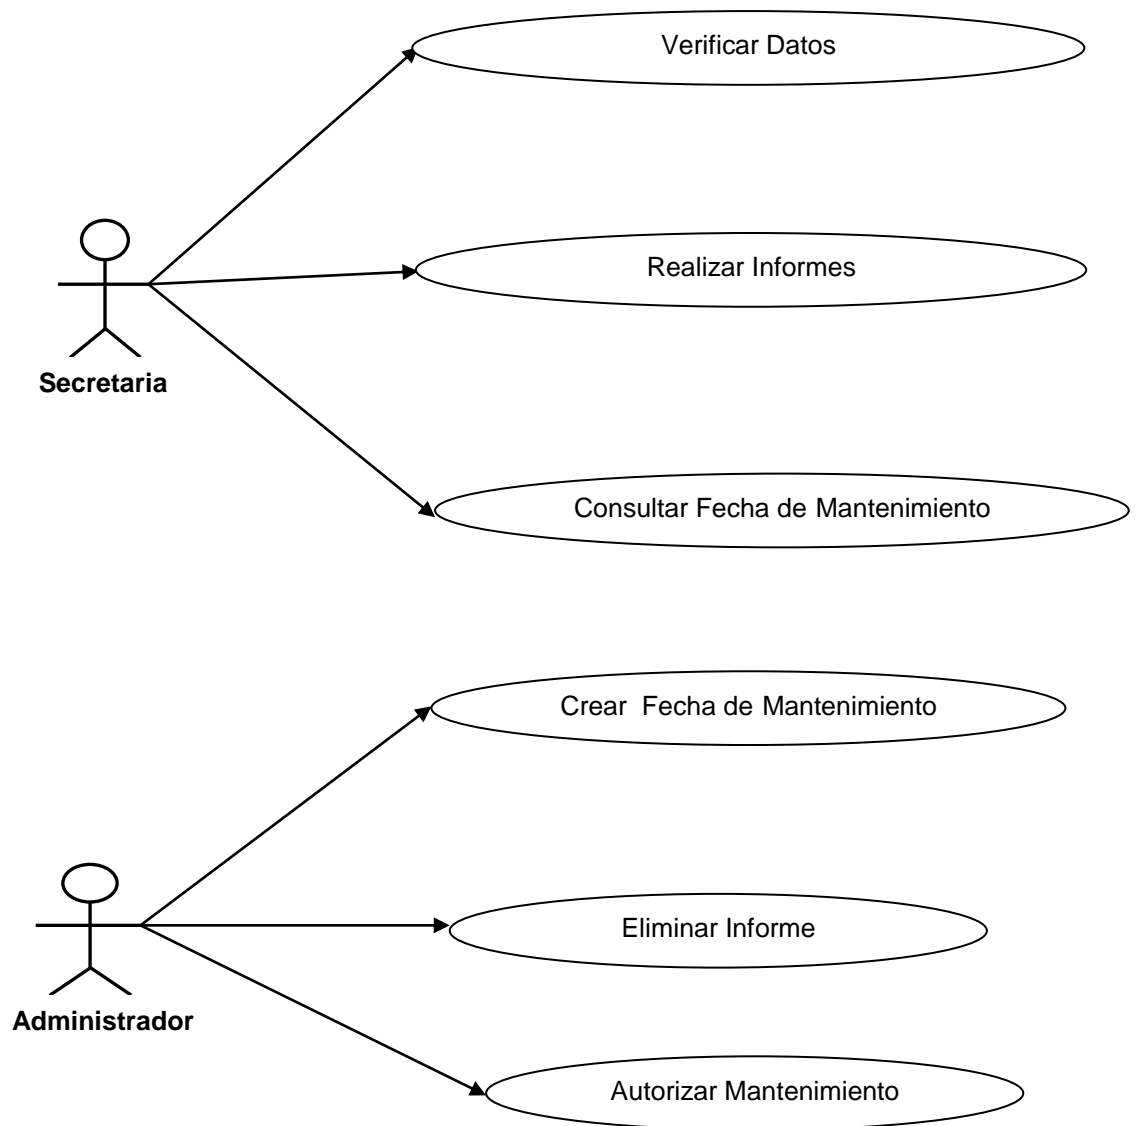 Verificar Datos
Realizar Informes
Secretaria
Consultar Fecha de Mantenimiento
Crear Fecha de Mantenimiento
Eliminar Informe
Administrador
Autorizar Mantenimiento